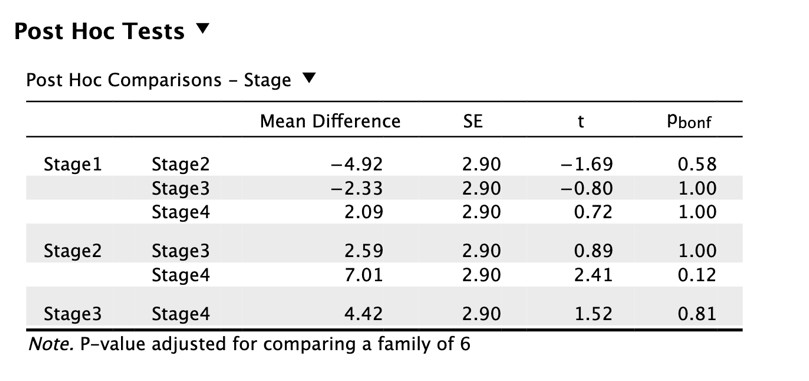 Post Hoc Tests ▼
Post Hoc Comparisons – Stage ▼
Mean Difference SE t pbonf
Stage1 Stage2 −4.92 2.90 −1.69 0.58
Stage3 −2.33 2.90 −0.80 1.00
Stage4 2.09 2.90 0.72 1.00
Stage2 Stage3 2.59 2.90 0.89 1.00
Stage4 7.01 2.90 2.41 0.12
Stage3 Stage4 4.42 2.90 1.52 0.81
Note. P-value adjusted for comparing a family of 6